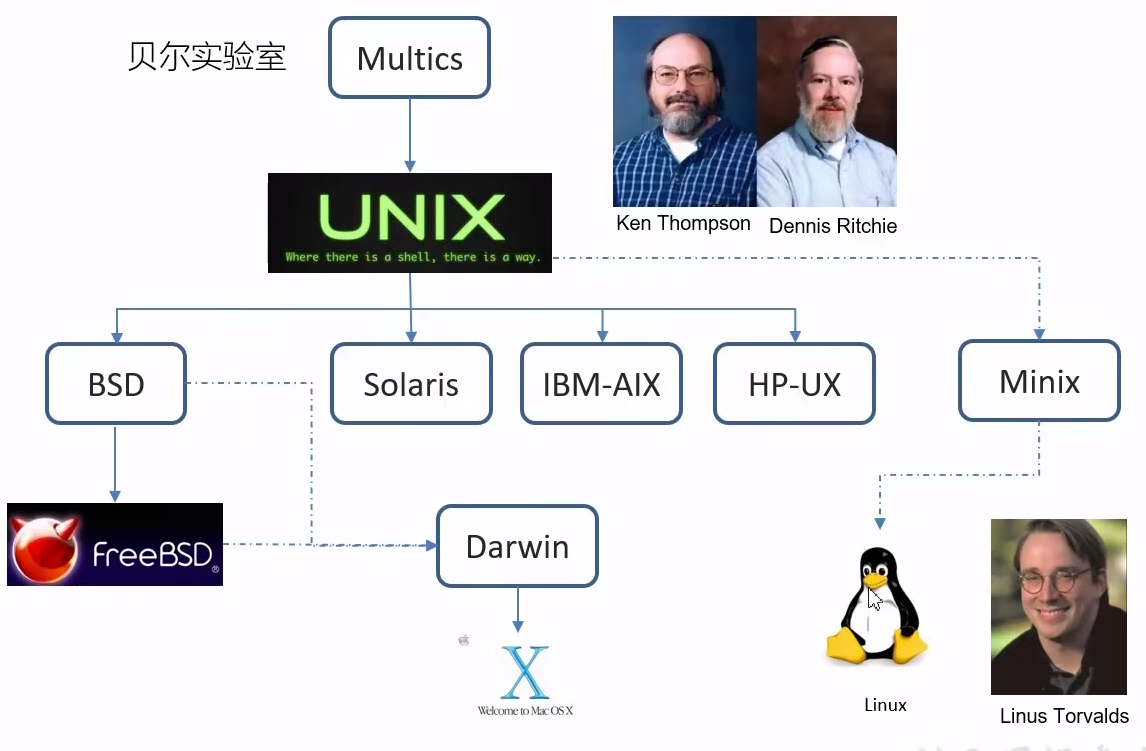 贝尔实验室
Multics
UNIX
Where there is a shell, there is a way.
Ken Thompson
Dennis Ritchie
BSD
Solaris
IBM-AIX
HP-UX
Minix
FreeBSD®
Darwin
X
Welcome to Mac OS X
Linux
Linus Torvalds